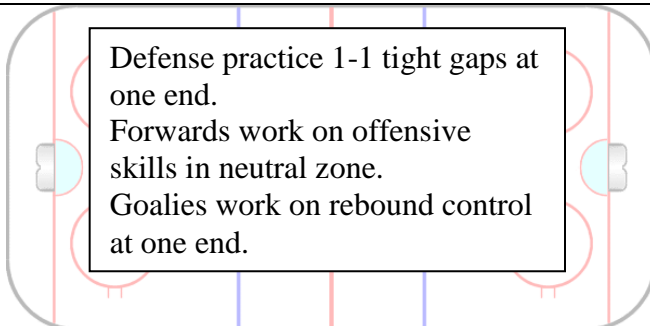 Defense practice 1-1 tight gaps at
one end.
Forwards work on offensive
skills in neutral zone.
Goalies work on rebound control
at one end.